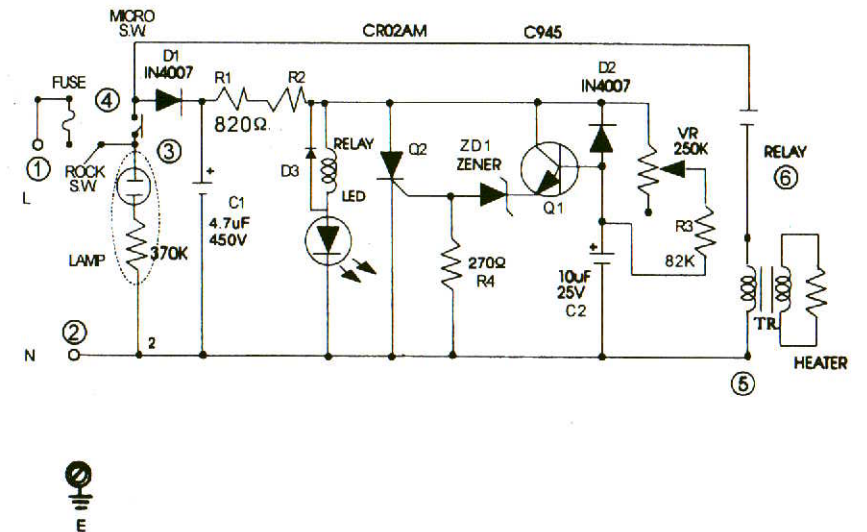 MICRO
S.W.
CR02AM
C945
D1
IN4007
D2
IN4007
FUSE
R1
R2
4
820Ω
1
L
ROCK
S.W.
3
RELAY
D3
LED
Q2
ZD1
ZENER
Q1
VR
250K
RELAY
6
C1
4.7uF
450V
LAMP
370K
270Ω
R4
10uF
25V
C2
R3
82K
TR.
HEATER
N
2
2
5
E